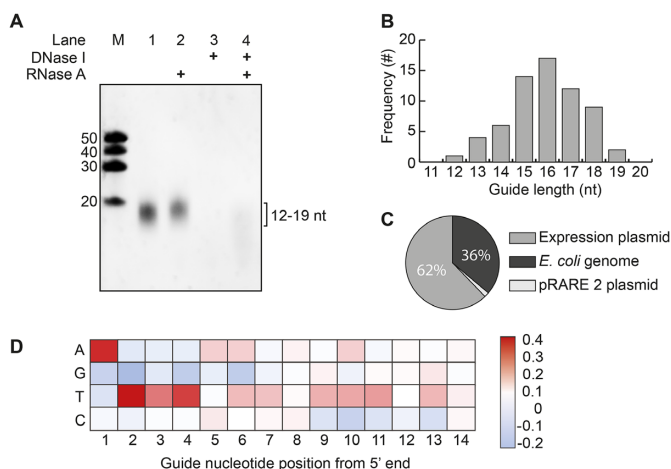 A
Lane M 1 2 3 4
DNase I + +
RNase A + +
50
40
30
20
12-19 nt
B
Frequency (#)
20
15
10
5
0
11 12 13 14 15 16 17 18 19 20
Guide length (nt)
C
62%
36%
Expression plasmid
E. coli genome
pRARE 2 plasmid
D
A
G
T
C
1 2 3 4 5 6 7 8 9 10 11 12 13 14
Guide nucleotide position from 5' end
0.4
0.3
0.2
0.1
0
-0.1
-0.2